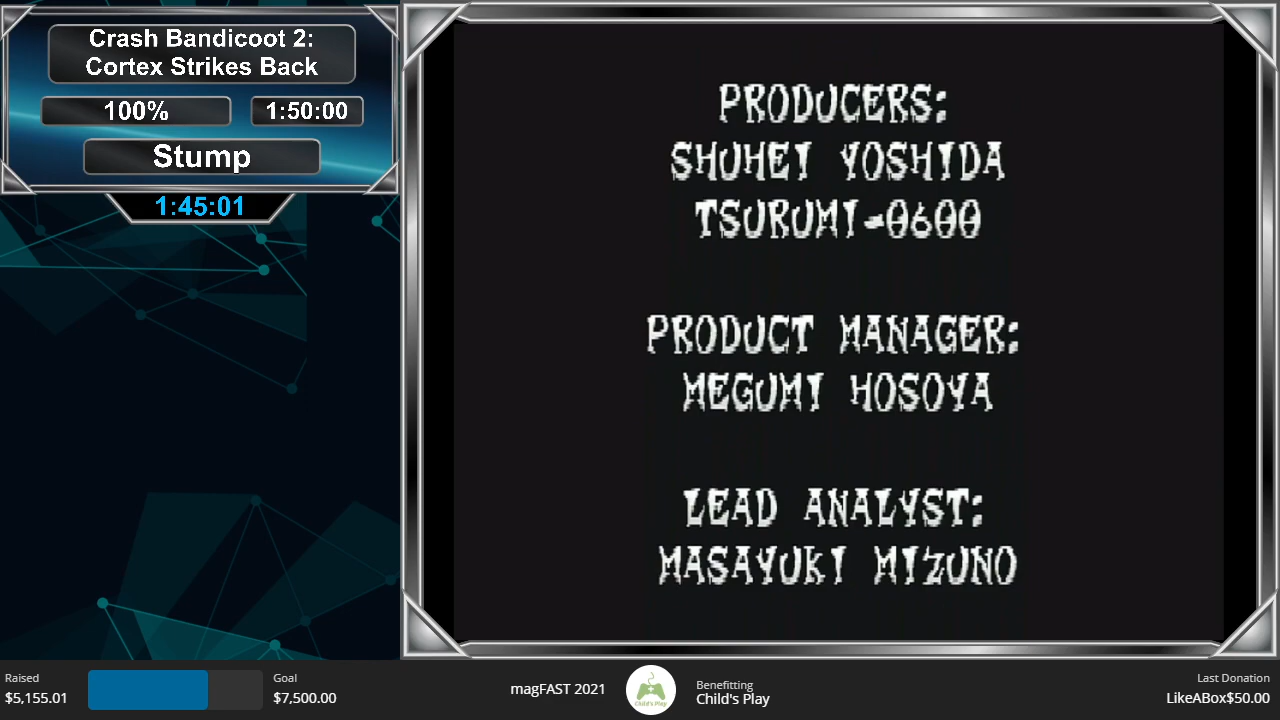 Crash Bandicoot 2:
Cortex Strikes Back
100%
1:50:00
Stump
1:45:01
PRODUCERS:
SHUHEI YOSHIDA
TSURUMI-0600
PRODUCT MANAGER:
MEGUMI HOSOYA
LEAD ANALYST:
MASAYUKI MIZUNO
Raised
$5,155.01
Goal
$7,500.00
magFAST 2021
Child's Play
Benefitting
Child's Play
Last Donation
LikeABox$50.00